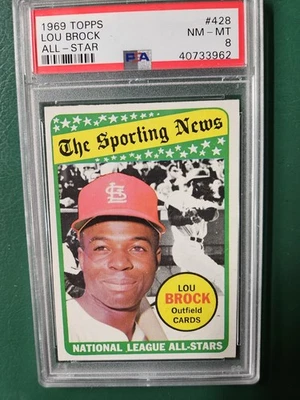 1969 TOPPS #428
LOU BROCK NM-MT
ALL-STAR 8
PSA 40733962
The Sporting News
StL
LOU
BROCK
Outfield
CARDS
NATIONAL LEAGUE ALL-STARS